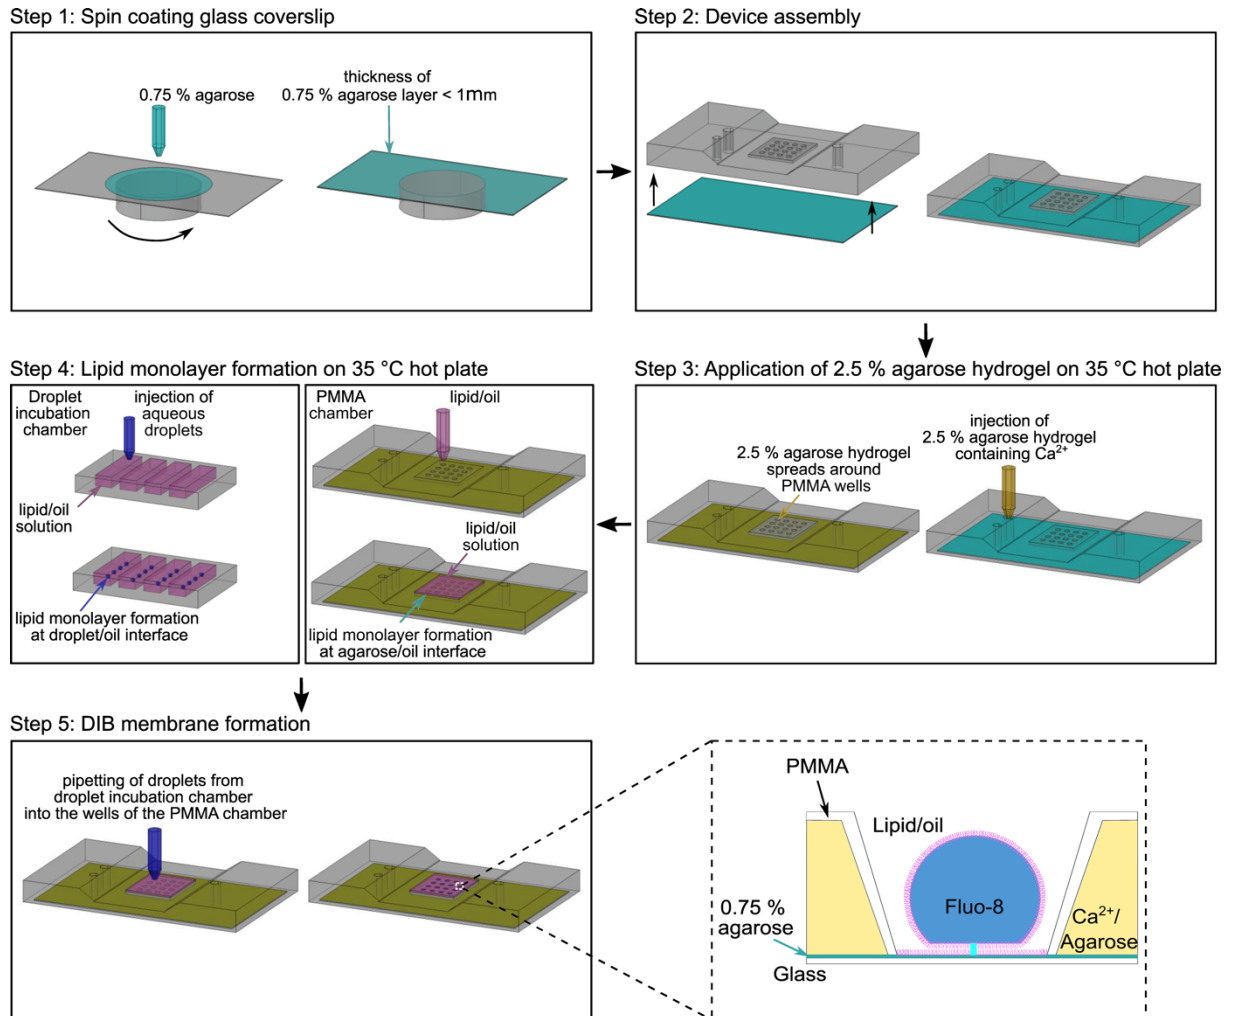 Step 1: Spin coating glass coverslip
0.75 % agarose
thickness of
0.75 % agarose layer < 1mm
Step 2: Device assembly
Step 3: Application of 2.5 % agarose hydrogel on 35 °C hot plate
2.5 % agarose hydrogel
spreads around
PMMA wells
injection of
2.5 % agarose hydrogel
containing Ca²⁺
Step 4: Lipid monolayer formation on 35 °C hot plate
Droplet
incubation
chamber
injection of
aqueous
droplets
lipid/oil
solution
lipid monolayer formation
at droplet/oil interface
PMMA
chamber
lipid/oil
lipid/oil
solution
lipid monolayer formation
at agarose/oil interface
Step 5: DIB membrane formation
pipetting of droplets from
droplet incubation chamber
into the wells of the PMMA chamber
PMMA
Lipid/oil
Fluo-8
0.75 %
agarose
Ca²⁺/
Agarose
Glass